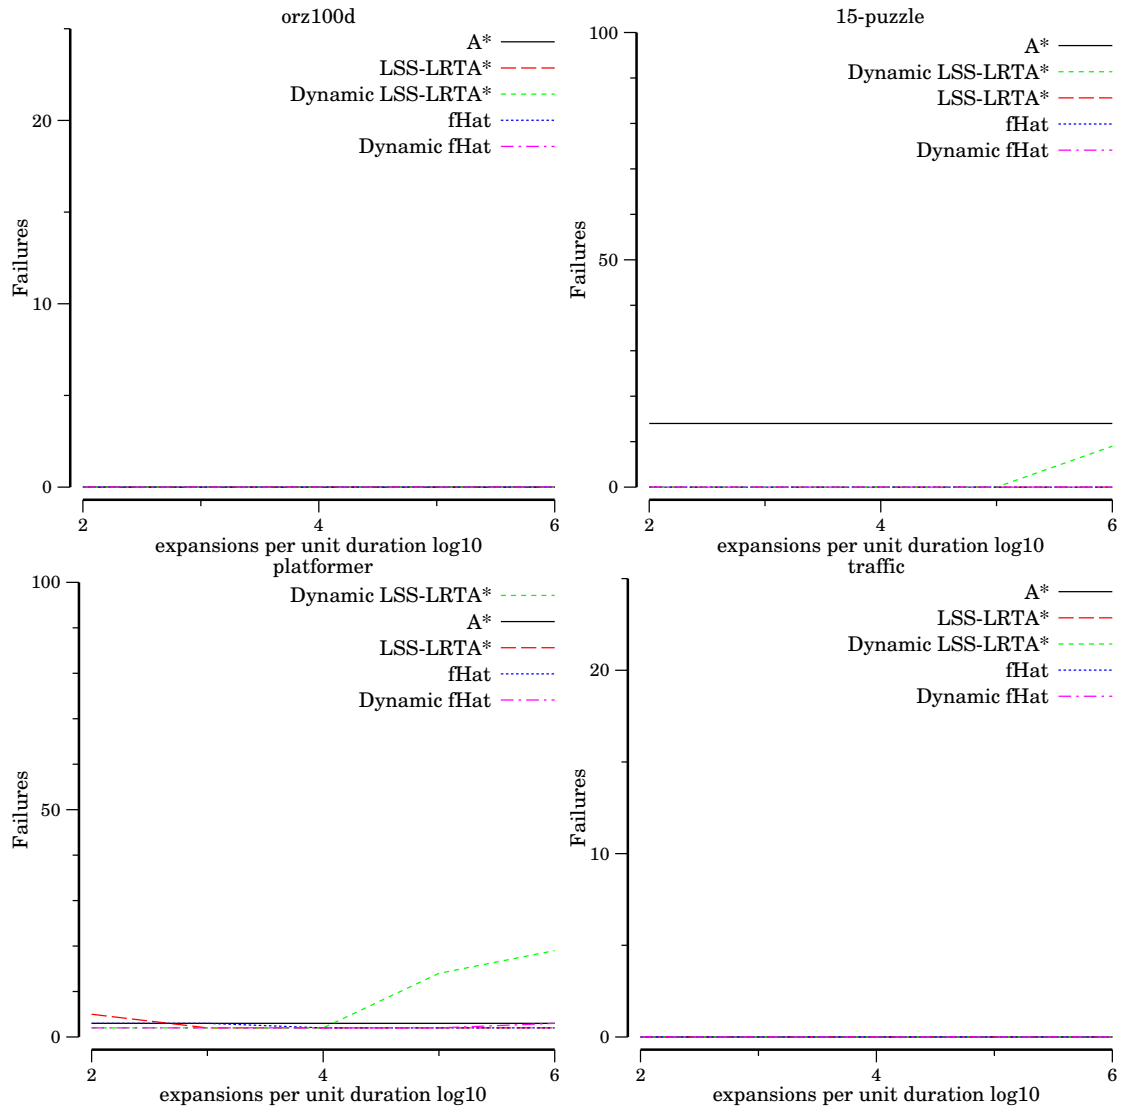 orz100d
A*
LSS-LRTA*
Dynamic LSS-LRTA*
fHat
Dynamic fHat
20
10
0
Failures
2
4
6
expansions per unit duration log10
15-puzzle
A*
Dynamic LSS-LRTA*
LSS-LRTA*
fHat
Dynamic fHat
100
50
0
Failures
2
4
6
expansions per unit duration log10
platformer
Dynamic LSS-LRTA*
A*
LSS-LRTA*
fHat
Dynamic fHat
100
50
0
Failures
2
4
6
expansions per unit duration log10
traffic
A*
LSS-LRTA*
Dynamic LSS-LRTA*
fHat
Dynamic fHat
20
10
0
Failures
2
4
6
expansions per unit duration log10